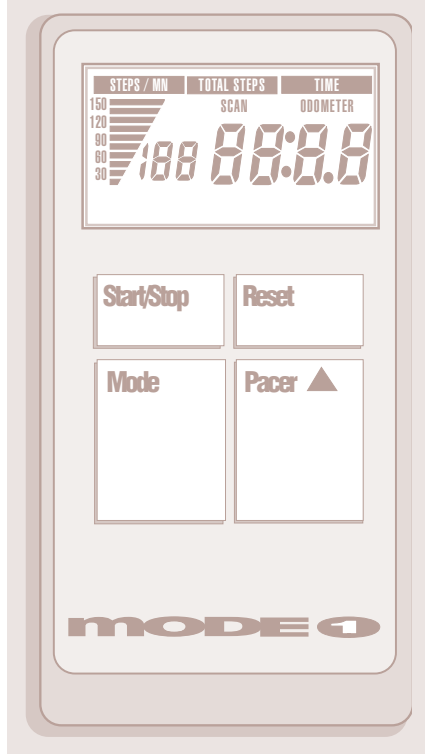 STEPS / MN TOTAL STEPS TIME
150 SCAN ODOMETER
120
90
60
30
188 88:8.8
Start/Stop Reset
Mode Pacer ▲
MODE 1